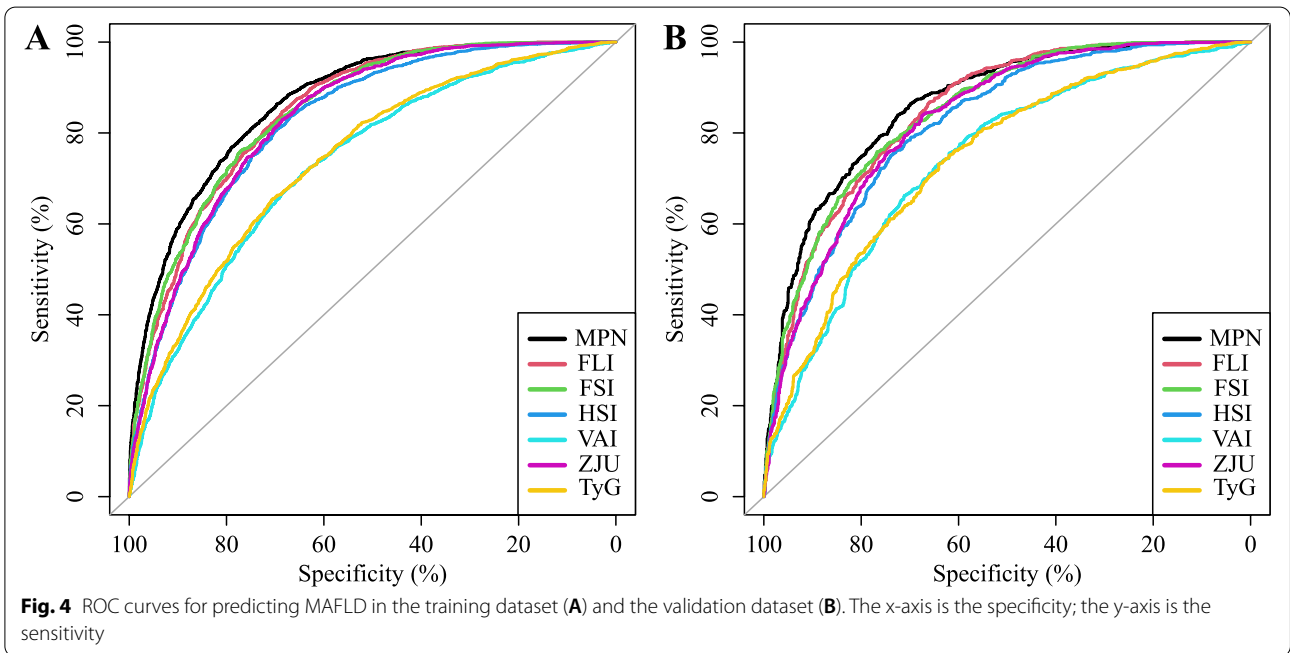 A
100
80
60
40
20
0
Sensitivity (%)
MPN
FLI
FSI
HSI
VAI
ZJU
TyG
100 80 60 40 20 0
Specificity (%)
B
100
80
60
40
20
0
Sensitivity (%)
MPN
FLI
FSI
HSI
VAI
ZJU
TyG
100 80 60 40 20 0
Specificity (%)
Fig. 4 ROC curves for predicting MAFLD in the training dataset (A) and the validation dataset (B). The x-axis is the specificity; the y-axis is the
sensitivity